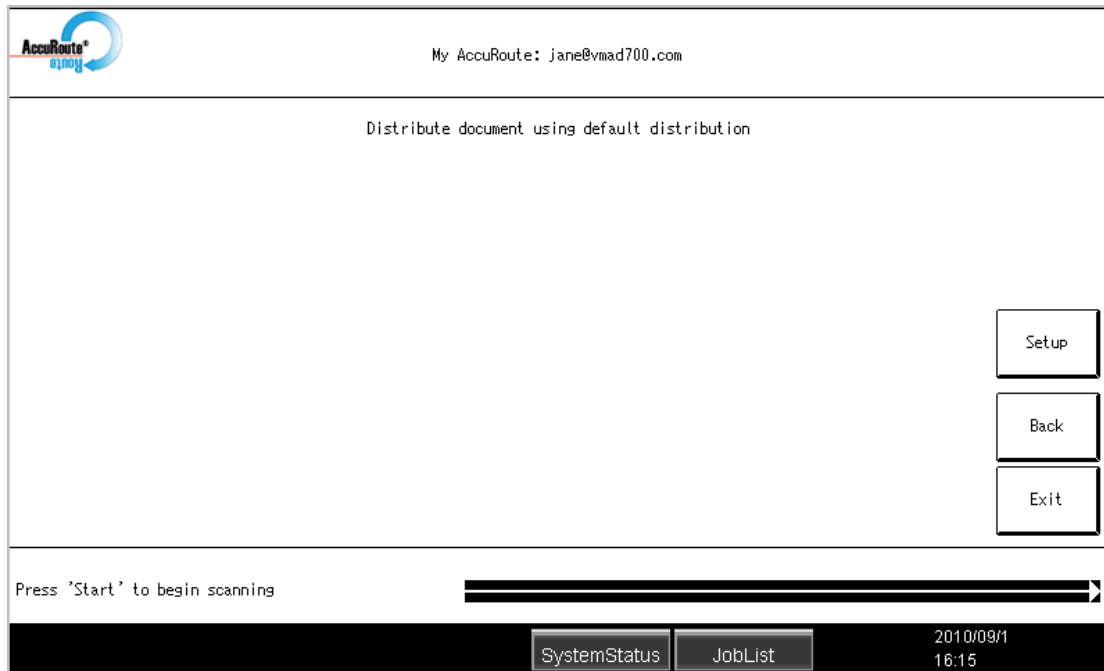 AccuRoute®
Route
My AccuRoute: jane@vmad700.com
Distribute document using default distribution
Setup
Back
Exit
Press 'Start' to begin scanning
SystemStatus
JobList
2010/09/1
16:15